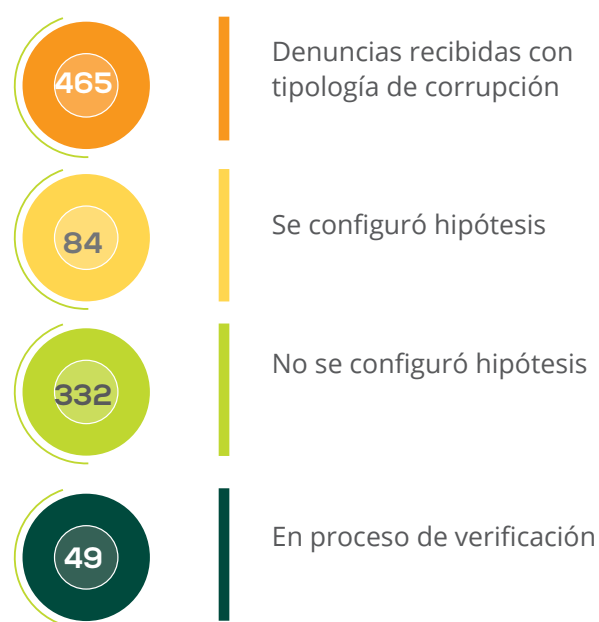 465
Denuncias recibidas con
tipología de corrupción
84
Se configuró hipótesis
332
No se configuró hipótesis
49
En proceso de verificación